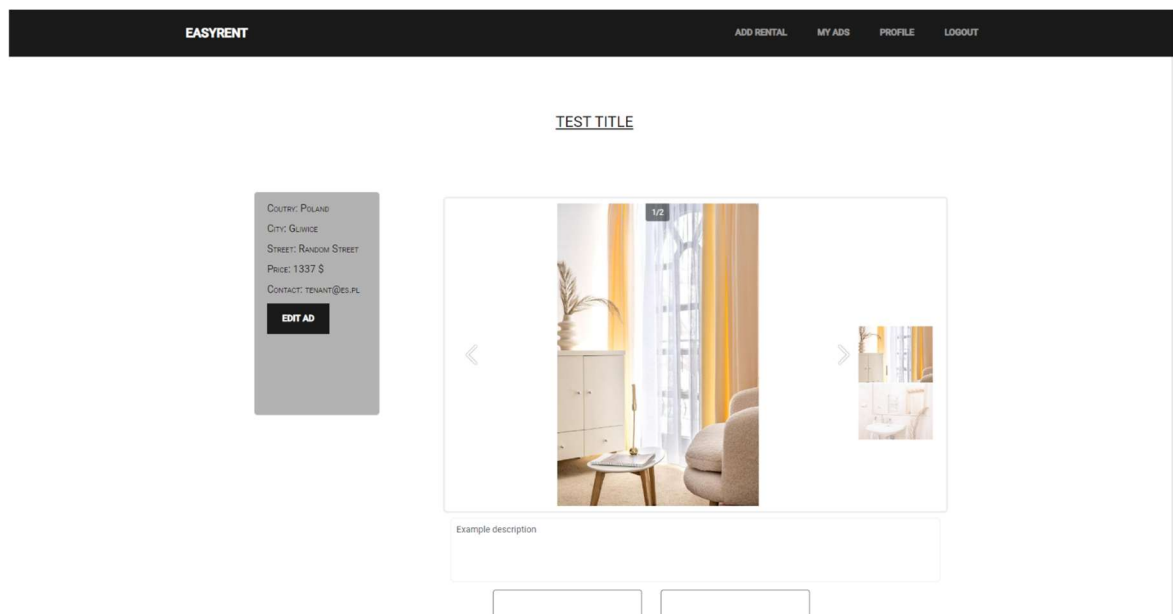 EASYRENT
ADD RENTAL MY ADS PROFILE LOGOUT
TEST TITLE
Coutry: Poland
City: Gliwice
Street: Random Street
Price: 1337 $
Contact: tenant@es.pl
EDIT AD
1/2
Example description